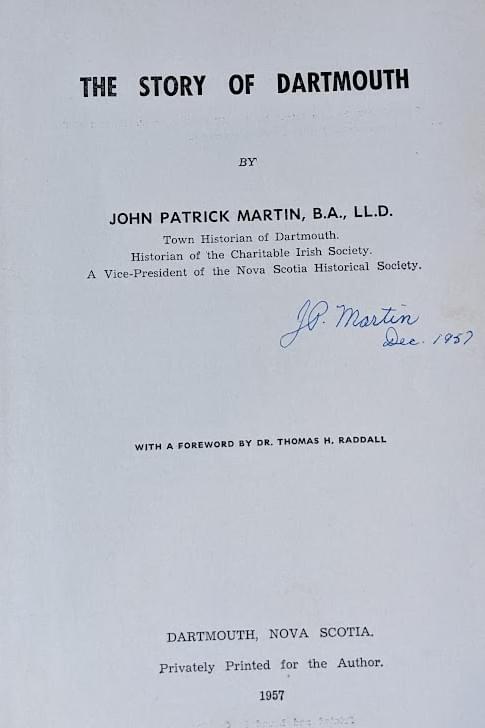 THE STORY OF DARTMOUTH
BY
JOHN PATRICK MARTIN, B.A., LL.D.
Town Historian of Dartmouth.
Historian of the Charitable Irish Society.
A Vice-President of the Nova Scotia Historical Society.
J.P. Martin
Dec. 1957
WITH A FOREWORD BY DR. THOMAS H. RADDALL
DARTMOUTH, NOVA SCOTIA.
Privately Printed for the Author.
1957